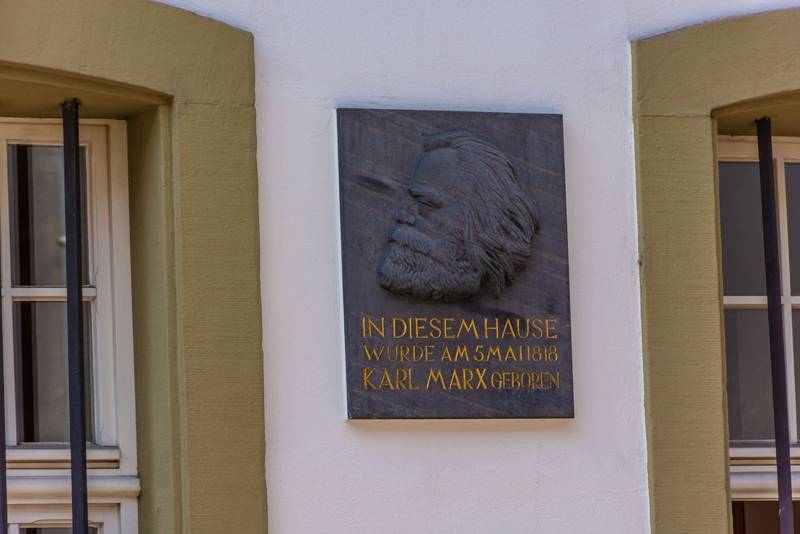 IN DIESEM HAUSE
WURDE AM 5.MAI 1818
KARL MARX GEBOREN